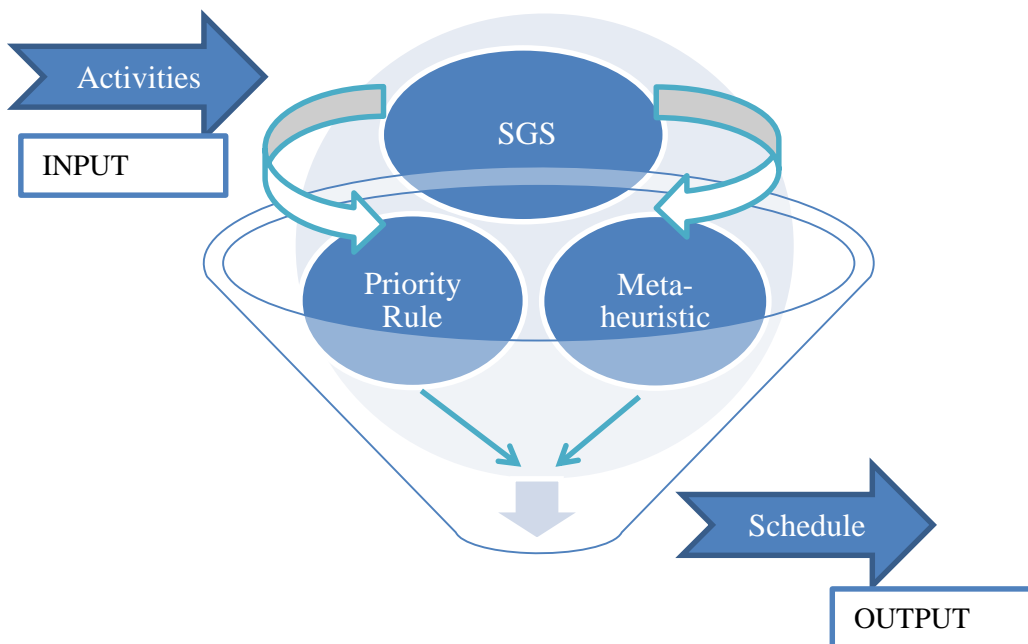 Activities
INPUT
SGS
Priority
Rule
Meta-
heuristic
Schedule
OUTPUT